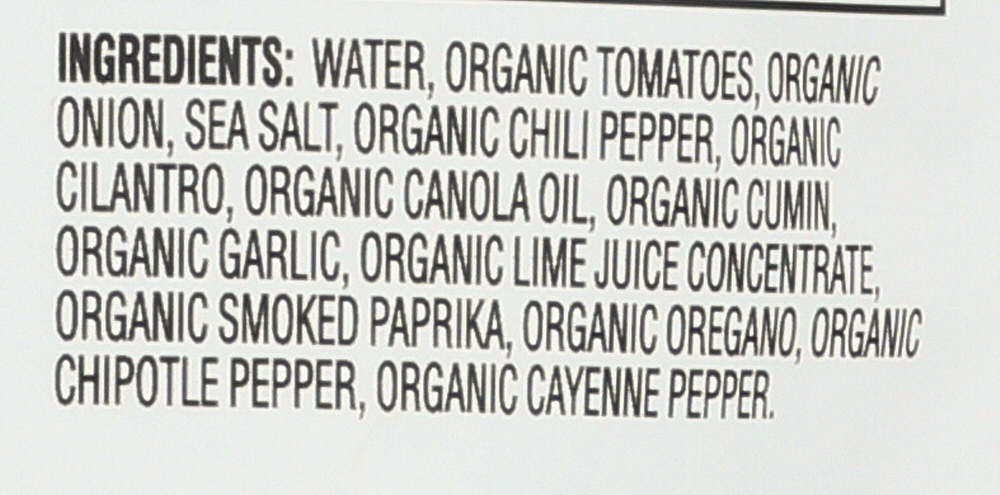 INGREDIENTS: WATER, ORGANIC TOMATOES, ORGANIC
ONION, SEA SALT, ORGANIC CHILI PEPPER, ORGANIC
CILANTRO, ORGANIC CANOLA OIL, ORGANIC CUMIN,
ORGANIC GARLIC, ORGANIC LIME JUICE CONCENTRATE,
ORGANIC SMOKED PAPRIKA, ORGANIC OREGANO, ORGANIC
CHIPOTLE PEPPER, ORGANIC CAYENNE PEPPER.